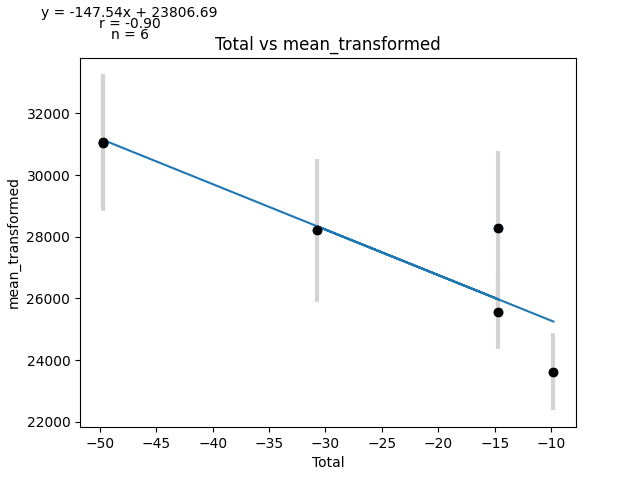 y = -147.54x + 23806.69
r = -0.90
n = 6
Total vs mean_transformed
32000
30000
28000
26000
24000
22000
mean_transformed
−50 −45 −40 −35 −30 −25 −20 −15 −10
Total